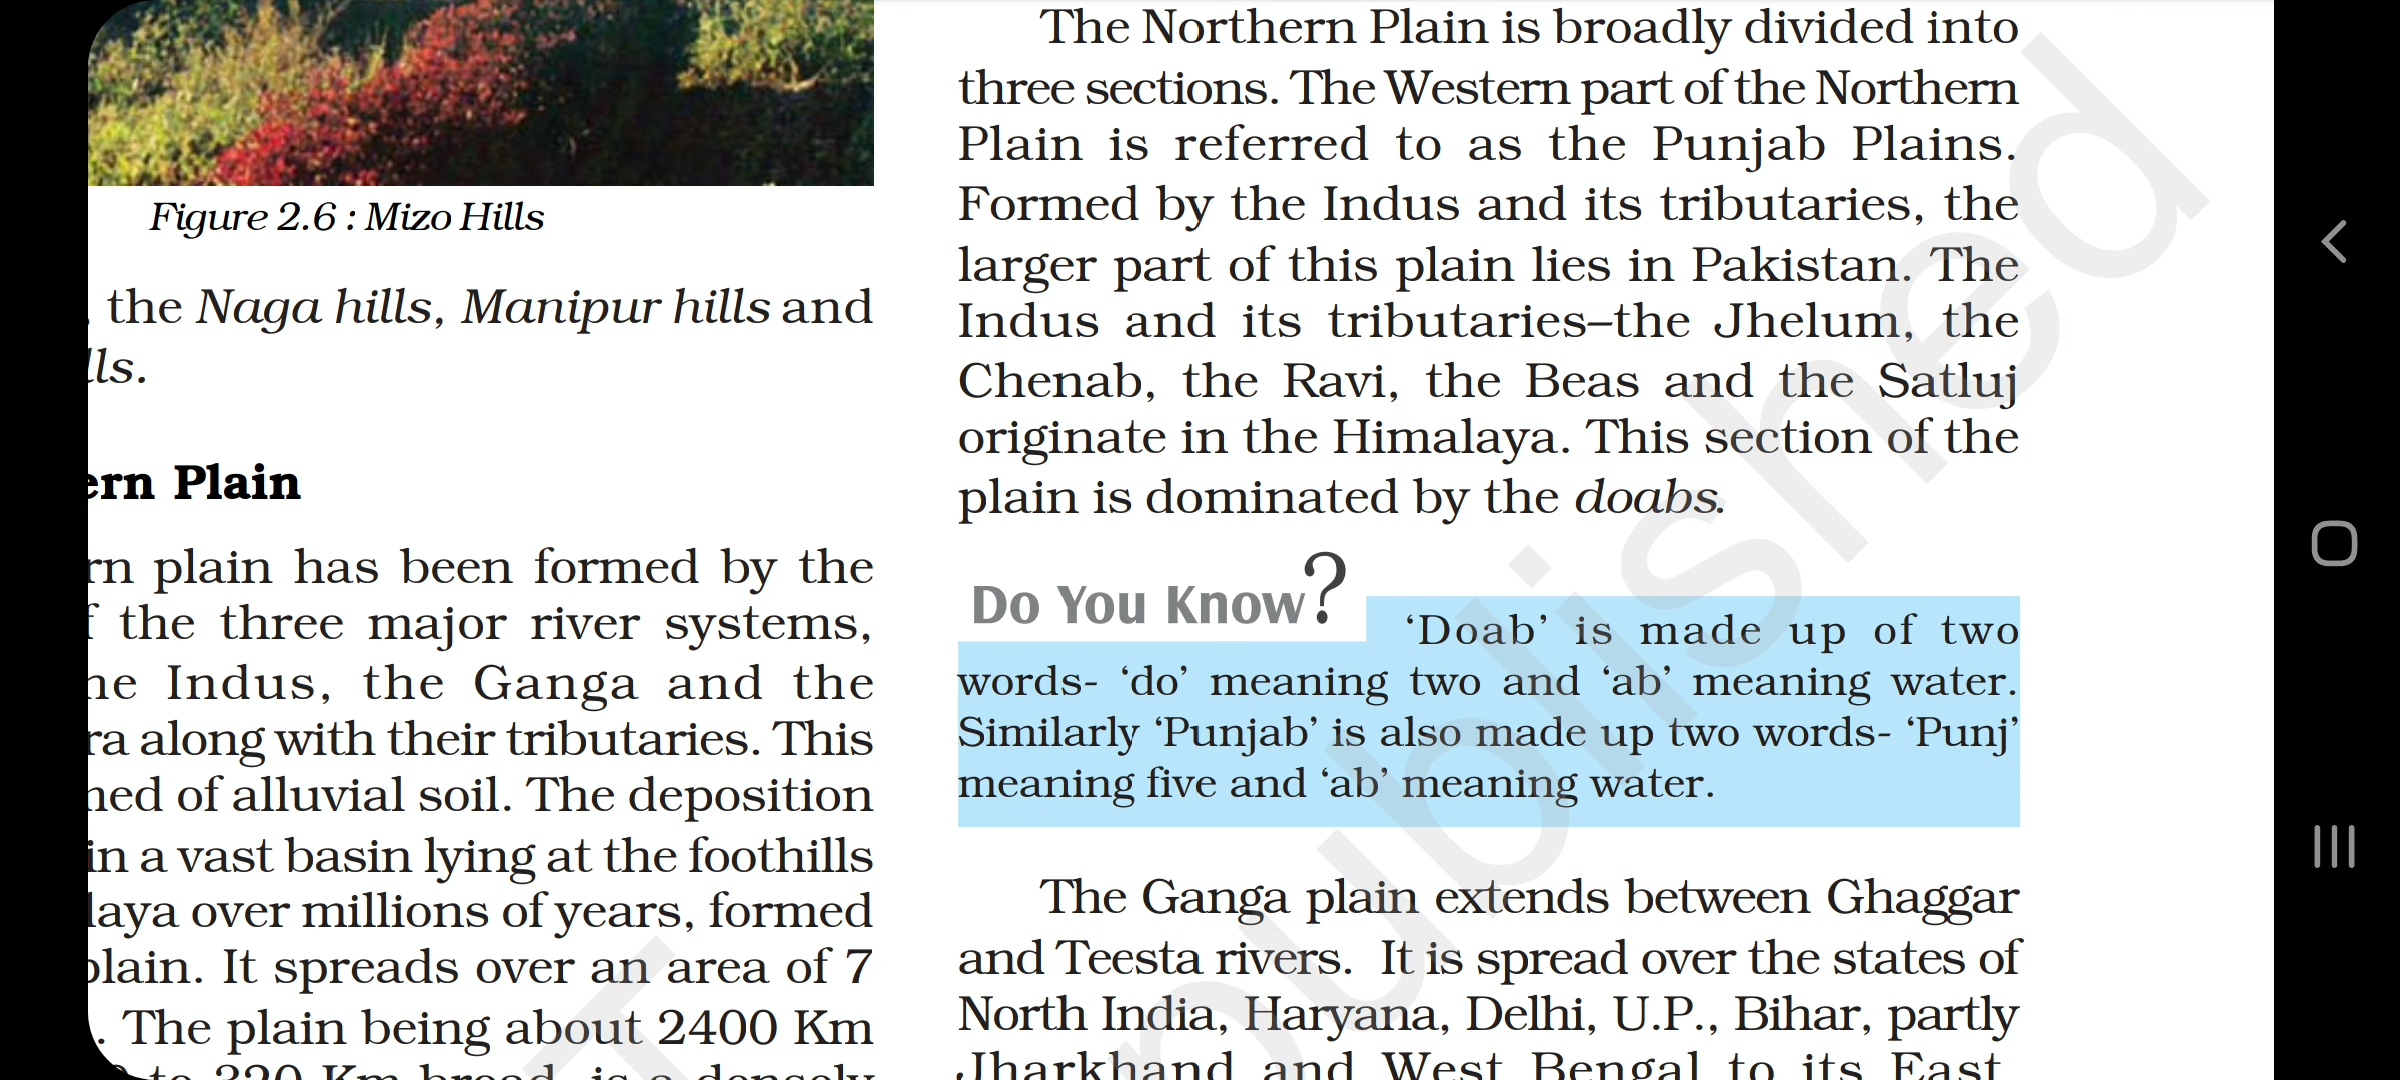 Figure 2.6 : Mizo Hills
, the Naga hills, Manipur hills and
lls.
ern Plain
rn plain has been formed by the
f the three major river systems,
he Indus, the Ganga and the
ra along with their tributaries. This
ned of alluvial soil. The deposition
in a vast basin lying at the foothills
laya over millions of years, formed
plain. It spreads over an area of 7
. The plain being about 2400 Km
to 320 Km broad, is a densely
The Northern Plain is broadly divided into
three sections. The Western part of the Northern
Plain is referred to as the Punjab Plains.
Formed by the Indus and its tributaries, the
larger part of this plain lies in Pakistan. The
Indus and its tributaries–the Jhelum, the
Chenab, the Ravi, the Beas and the Satluj
originate in the Himalaya. This section of the
plain is dominated by the doabs.
Do You Know?
‘Doab’ is made up of two
words- ‘do’ meaning two and ‘ab’ meaning water.
Similarly ‘Punjab’ is also made up two words- ‘Punj’
meaning five and ‘ab’ meaning water.
The Ganga plain extends between Ghaggar
and Teesta rivers. It is spread over the states of
North India, Haryana, Delhi, U.P., Bihar, partly
Jharkhand and West Bengal to its East,
published